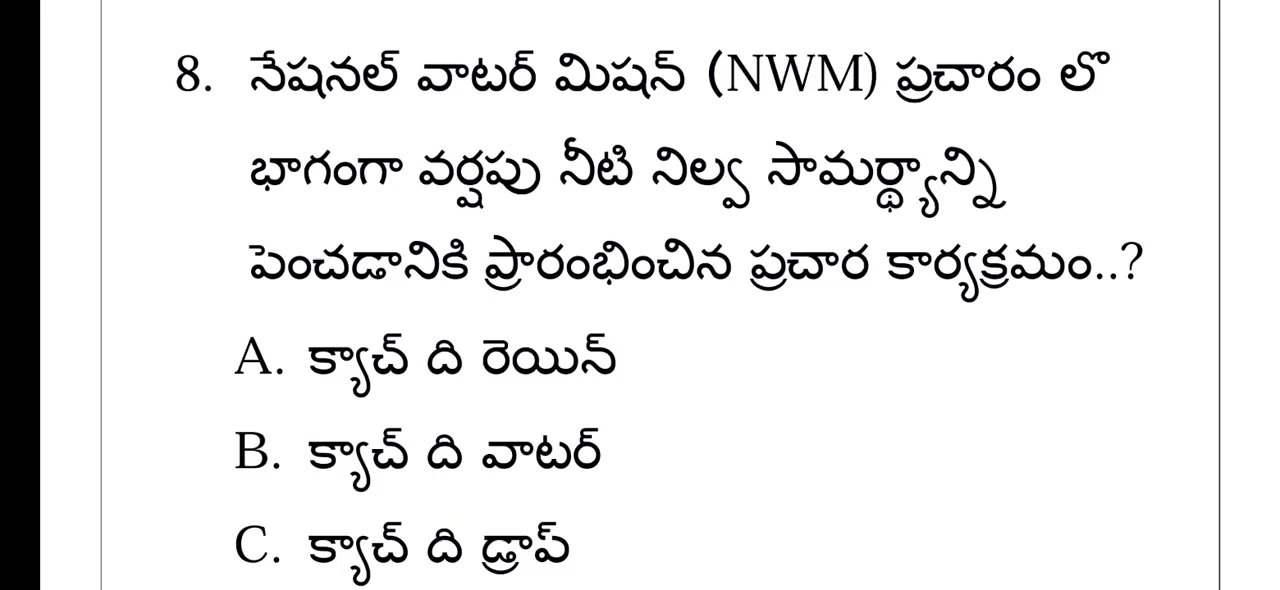 8. నేషనల్ వాటర్ మిషన్ (NWM) ప్రచారం లొ
భాగంగా వర్షపు నీటి నిల్వ సామర్థ్యాన్ని
పెంచడానికి ప్రారంభించిన ప్రచార కార్యక్రమం..?
A. క్యాచ్ ది రెయిన్
B. క్యాచ్ ది వాటర్
C. క్యాచ్ ది డ్రాప్